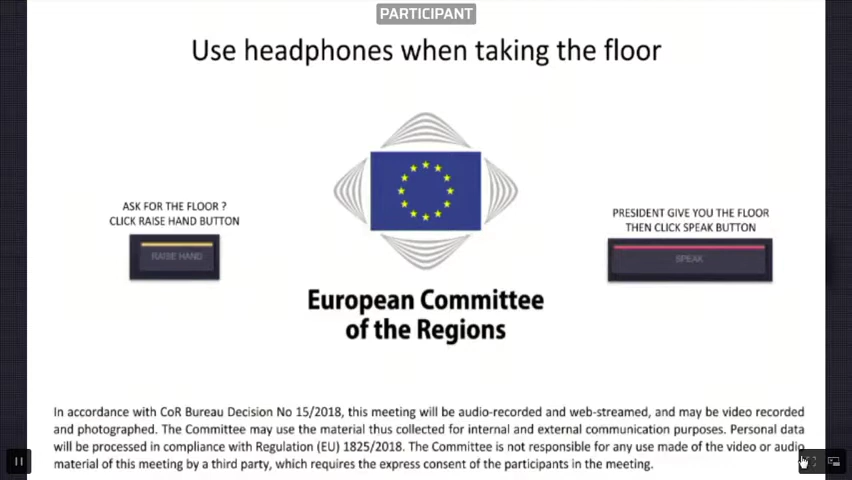 PARTICIPANT
Use headphones when taking the floor
ASK FOR THE FLOOR ?
CLICK RAISE HAND BUTTON
RAISE HAND
PRESIDENT GIVE YOU THE FLOOR
THEN CLICK SPEAK BUTTON
SPEAK
European Committee
of the Regions
In accordance with CoR Bureau Decision No 15/2018, this meeting will be audio-recorded and web-streamed, and may be video recorded
and photographed. The Committee may use the material thus collected for internal and external communication purposes. Personal data
will be processed in compliance with Regulation (EU) 1825/2018. The Committee is not responsible for any use made of the video or audio
material of this meeting by a third party, which requires the express consent of the participants in the meeting.